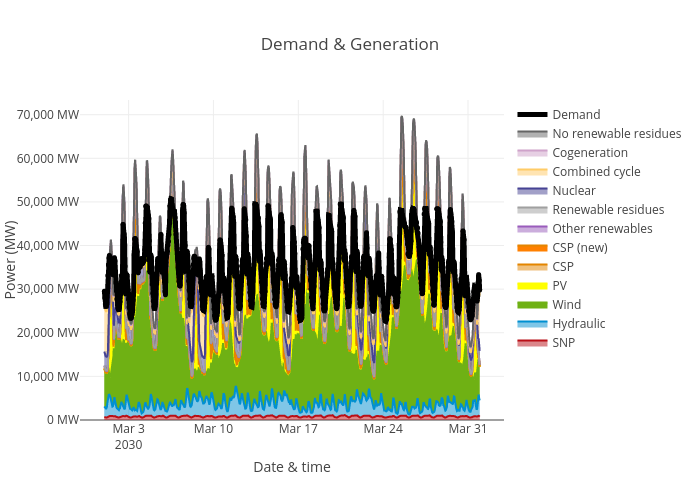 Demand & Generation
70,000 MW
60,000 MW
50,000 MW
40,000 MW
30,000 MW
20,000 MW
10,000 MW
0 MW
Power (MW)
Mar 3
2030
Mar 10
Mar 17
Mar 24
Mar 31
Date & time
Demand
No renewable residues
Cogeneration
Combined cycle
Nuclear
Renewable residues
Other renewables
CSP (new)
CSP
PV
Wind
Hydraulic
SNP